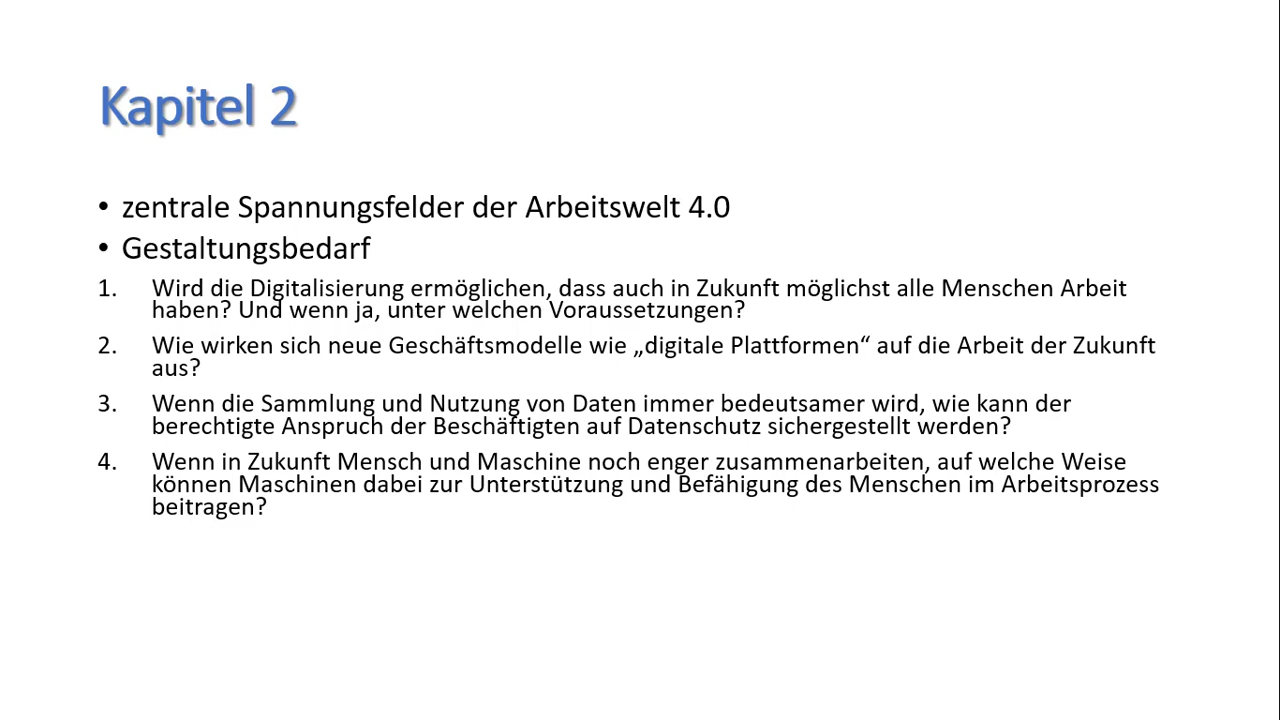 Kapitel 2
• zentrale Spannungsfelder der Arbeitswelt 4.0
• Gestaltungsbedarf
1. Wird die Digitalisierung ermöglichen, dass auch in Zukunft möglichst alle Menschen Arbeit
haben? Und wenn ja, unter welchen Voraussetzungen?
2. Wie wirken sich neue Geschäftsmodelle wie „digitale Plattformen“ auf die Arbeit der Zukunft
aus?
3. Wenn die Sammlung und Nutzung von Daten immer bedeutsamer wird, wie kann der
berechtigte Anspruch der Beschäftigten auf Datenschutz sichergestellt werden?
4. Wenn in Zukunft Mensch und Maschine noch enger zusammenarbeiten, auf welche Weise
können Maschinen dabei zur Unterstützung und Befähigung des Menschen im Arbeitsprozess
beitragen?